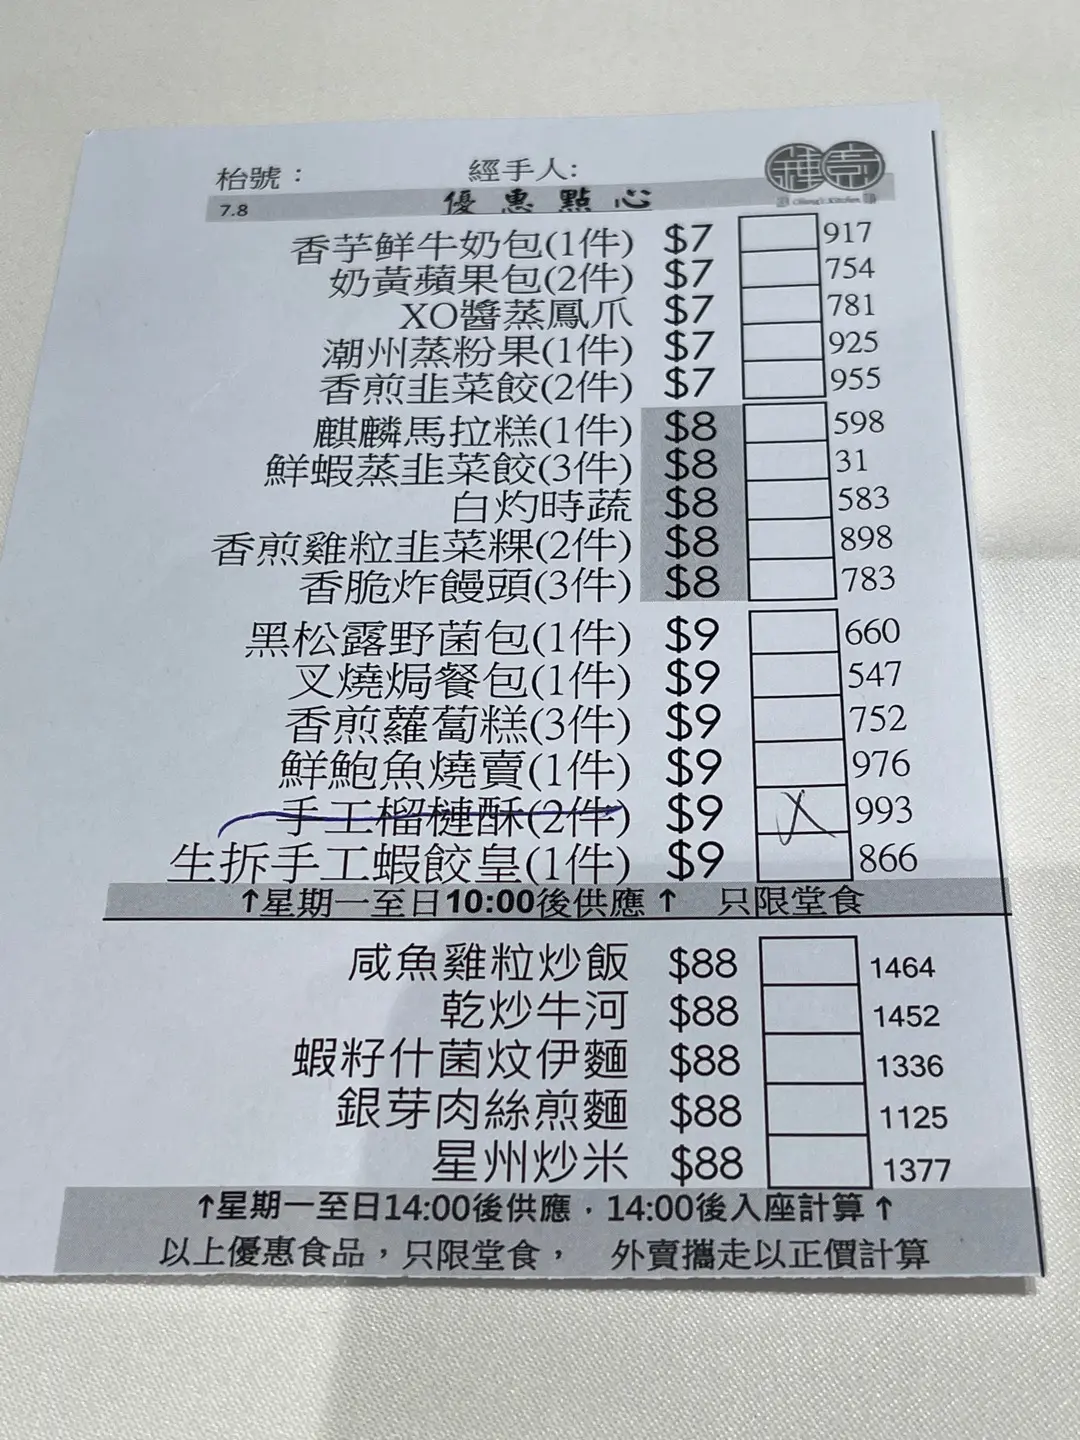 枱號： 經手人:
7.8 優惠點心
香芋鮮牛奶包(1件) $7 917
奶黃蘋果包(2件) $7 754
XO醬蒸鳳爪 $7 781
潮州蒸粉果(1件) $7 925
香煎韭菜餃(2件) $7 955
麒麟馬拉糕(1件) $8 598
鮮蝦蒸韭菜餃(3件) $8 31
白灼時蔬 $8 583
香煎雞粒韭菜粿(2件) $8 898
香脆炸饅頭(3件) $8 783
黑松露野菌包(1件) $9 660
叉燒焗餐包(1件) $9 547
香煎蘿蔔糕(3件) $9 752
鮮鮑魚燒賣(1件) $9 976
手工榴槤酥(2件) $9 993
生拆手工蝦餃皇(1件) $9 866
↑星期一至日10:00後供應↑ 只限堂食
咸魚雞粒炒飯 $88 1464
乾炒牛河 $88 1452
蝦籽什菌炆伊麵 $88 1336
銀芽肉絲煎麵 $88 1125
星州炒米 $88 1377
↑星期一至日14:00後供應．14:00後入座計算↑
以上優惠食品，只限堂食， 外賣攜走以正價計算